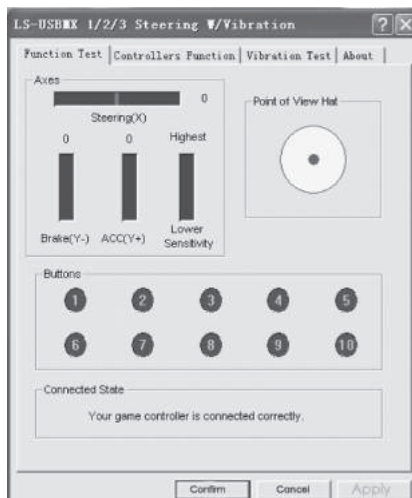 LS-USBMX 1/2/3 Steering W/Vibration
Function Test Controllers Function Vibration Test About
Axes
0
Steering(X)
Point of View Hat
0 0 Highest
Brake(Y-) ACC(Y+) Lower
Sensitivity
Buttons
1 2 3 4 5
6 7 8 9 10
Connected State
Your game controller is connected correctly.
Confirm Cancel Apply